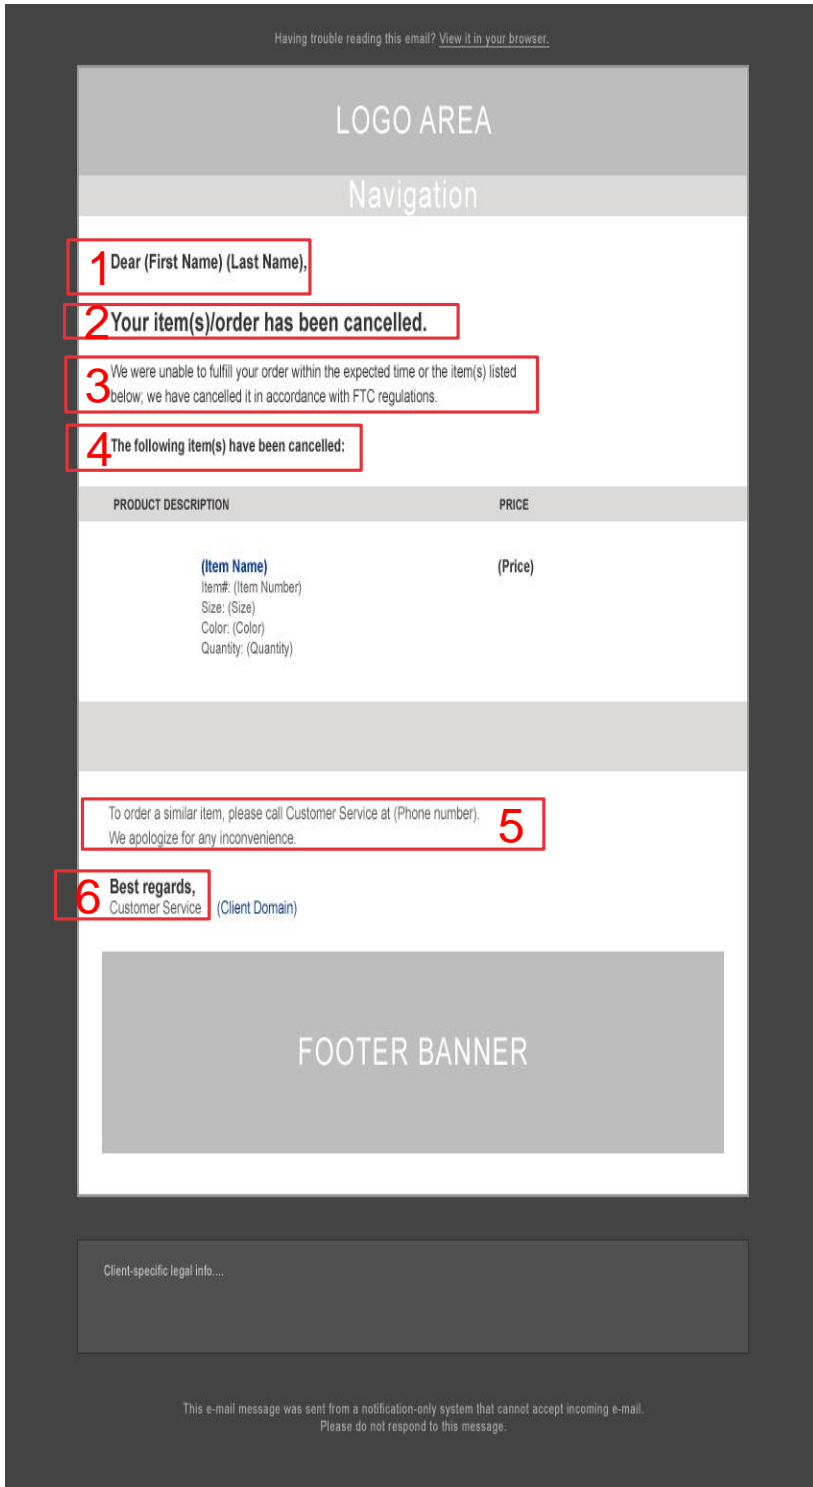 Having trouble reading this email? View it in your browser.
LOGO AREA
Navigation
1 Dear (First Name) (Last Name),
2 Your item(s)/order has been cancelled.
3 We were unable to fulfill your order within the expected time or the item(s) listed
below; we have cancelled it in accordance with FTC regulations.
4 The following item(s) have been cancelled:
PRODUCT DESCRIPTION PRICE
(Item Name) (Price)
Item#: (Item Number)
Size: (Size)
Color: (Color)
Quantity: (Quantity)
To order a similar item, please call Customer Service at (Phone number). 5
We apologize for any inconvenience.
6 Best regards,
Customer Service (Client Domain)
FOOTER BANNER
Client-specific legal info....
This e-mail message was sent from a notification-only system that cannot accept incoming e-mail.
Please do not respond to this message.